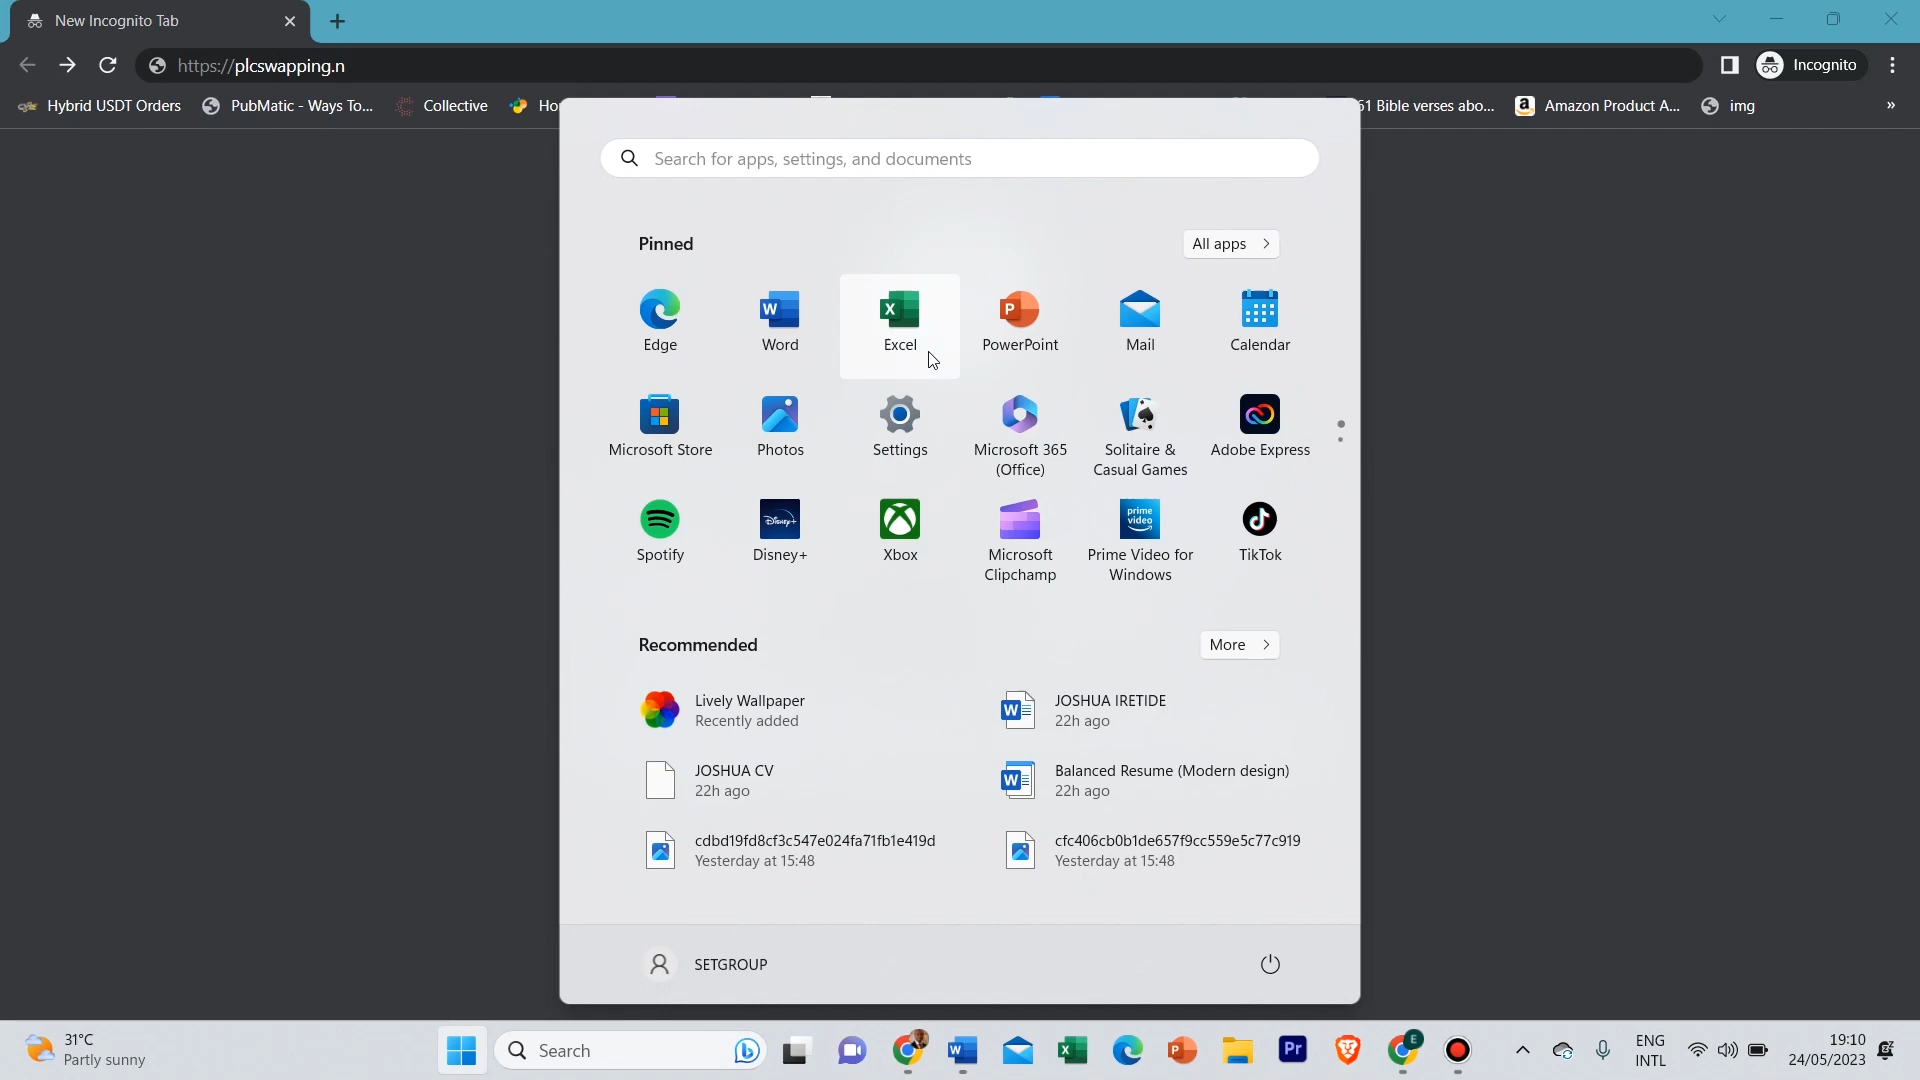 New Incognito Tab
https://plcswapping.n
Incognito
Hybrid USDT Orders
PubMatic - Ways To...
Collective
61 Bible verses abo...
Amazon Product A...
img
»
Search for apps, settings, and documents
Pinned
All apps
Edge
Word
Excel
PowerPoint
Mail
Calendar
Microsoft Store
Photos
Settings
Microsoft 365
(Office)
Solitaire &
Casual Games
Adobe Express
Spotify
Disney+
Xbox
Microsoft
Clipchamp
prime
video
Prime Video for
Windows
TikTok
Recommended
More
Lively Wallpaper
Recently added
JOSHUA IRETIDE
22h ago
JOSHUA CV
22h ago
Balanced Resume (Modern design)
22h ago
cdbd19fd8cf3c547e024fa71fb1e419d
Yesterday at 15:48
cfc406cb0b1de657f9cc559e5c77c919
Yesterday at 15:48
SETGROUP
31°C
Partly sunny
Search
Pr
E
ENG
INTL
19:10
24/05/2023